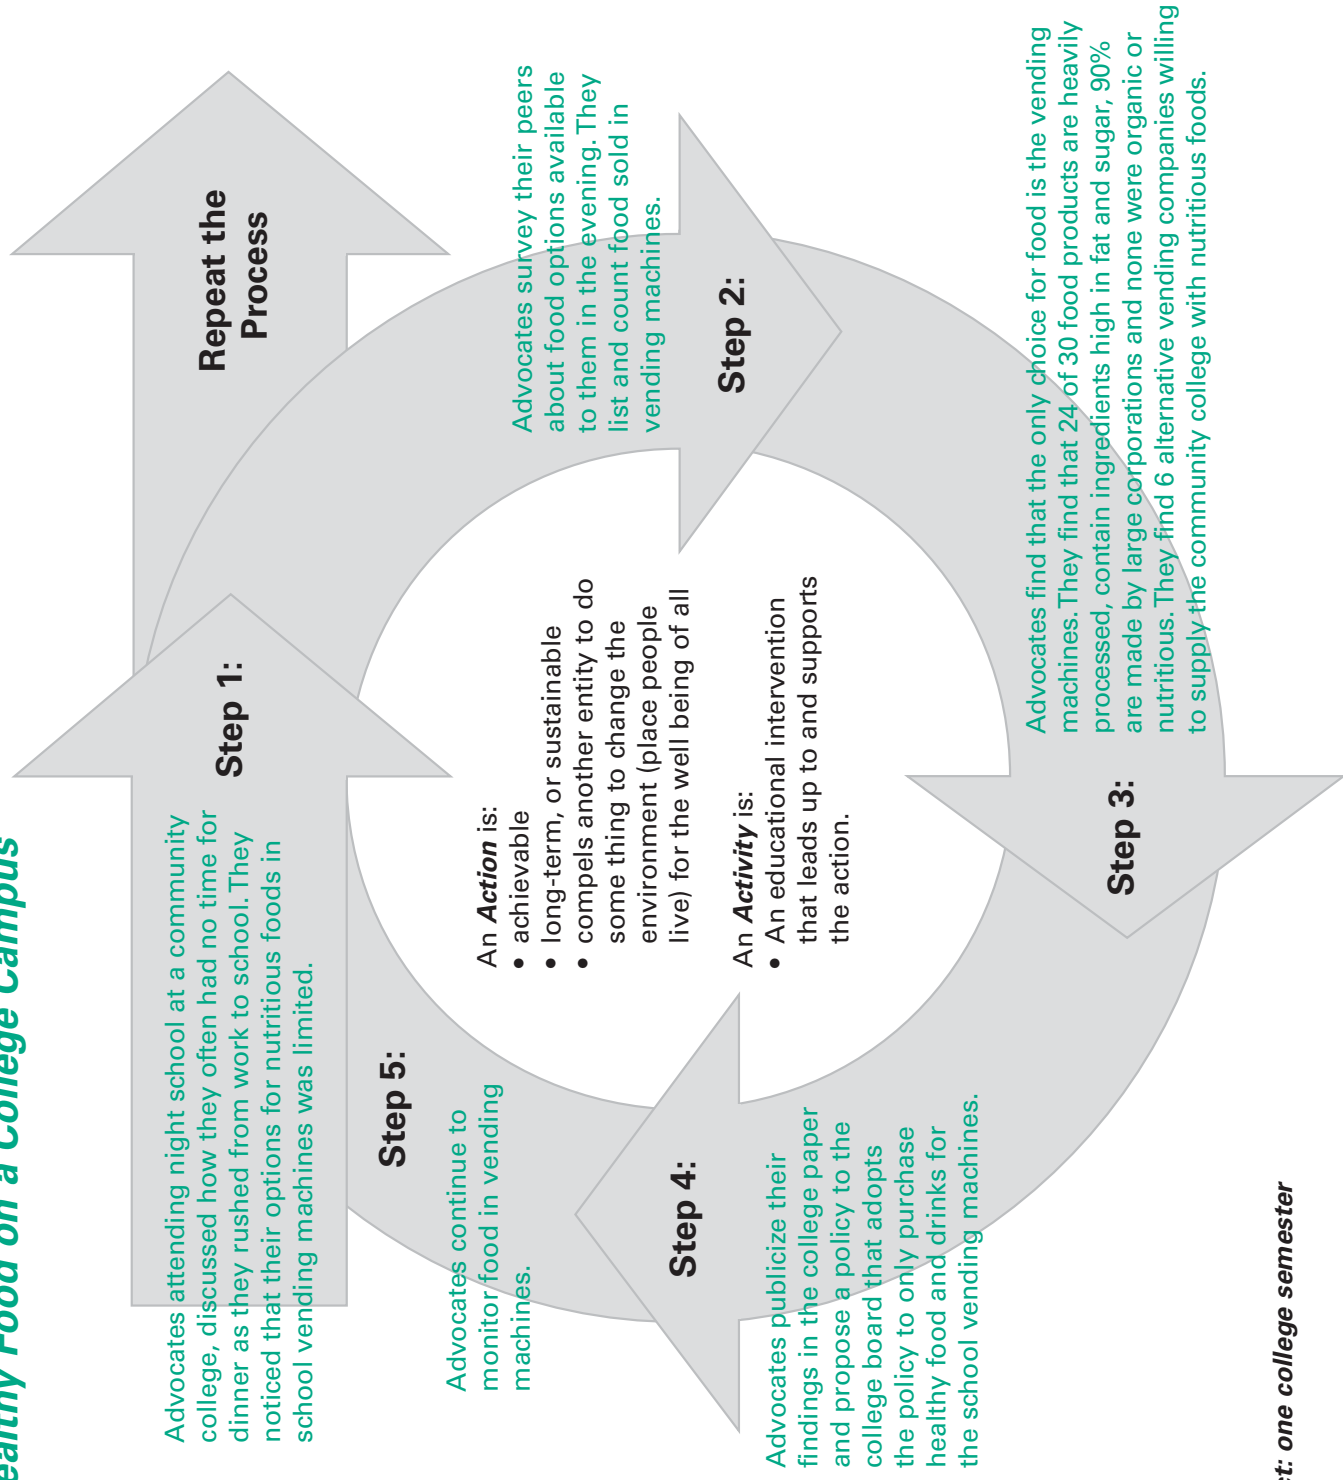 ealthy Food on a College Campus
Repeat the
Process
Step 1:
Advocates attending night school at a community
college, discussed how they often had no time for
dinner as they rushed from work to school. They
noticed that their options for nutritious foods in
school vending machines was limited.
Advocates survey their peers
about food options available
to them in the evening. They
list and count food sold in
vending machines.
Step 2:
Advocates find that the only choice for food is the vending
machines. They find that 24 of 30 food products are heavily
processed, contain ingredients high in fat and sugar, 90%
are made by large corporations and none were organic or
nutritious. They find 6 alternative vending companies willing
to supply the community college with nutritious foods.
Step 3:
Step 4:
Advocates publicize their
findings in the college paper
and propose a policy to the
college board that adopts
the policy to only purchase
healthy food and drinks for
the school vending machines.
Step 5:
Advocates continue to
monitor food in vending
machines.
An Action is:
• achievable
• long-term, or sustainable
• compels another entity to do
some thing to change the
environment (place people
live) for the well being of all
An Activity is:
• An educational intervention
that leads up to and supports
the action.
ct: one college semester